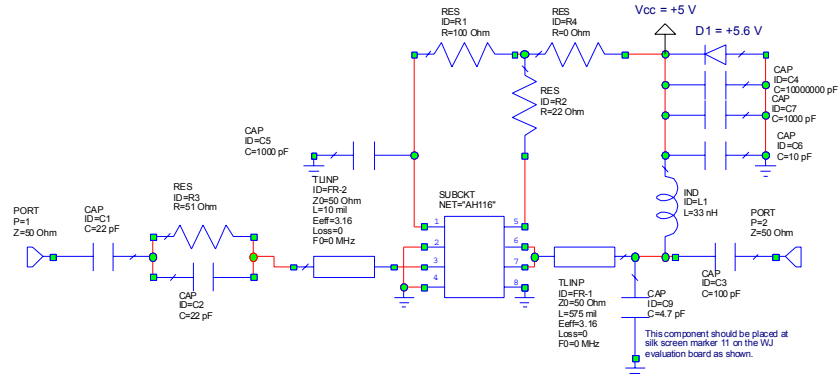 Vcc = +5 V
D1 = +5.6 V
RES
ID=R1
R=100 Ohm
RES
ID=R4
R=0 Ohm
CAP
ID=C4
C=10000000 pF
CAP
ID=C7
C=1000 pF
CAP
ID=C6
C=10 pF
RES
ID=R2
R=22 Ohm
CAP
ID=C5
C=1000 pF
IND
ID=L1
L=33 nH
TLINP
ID=FR-2
Z0=50 Ohm
L=10 mil
Eeff=3.16
Loss=0
F0=0 MHz
SUBCKT
NET="AH116"
1
2
3
4
5
6
7
8
RES
ID=R3
R=51 Ohm
CAP
ID=C1
C=22 pF
PORT
P=1
Z=50 Ohm
CAP
ID=C2
C=22 pF
PORT
P=2
Z=50 Ohm
CAP
ID=C3
C=100 pF
TLINP
ID=FR-1
Z0=50 Ohm
L=575 mil
Eeff=3.16
Loss=0
F0=0 MHz
CAP
ID=C9
C=4.7 pF
This component should be placed at
silk screen marker 11 on the WJ
evaluation board as shown.